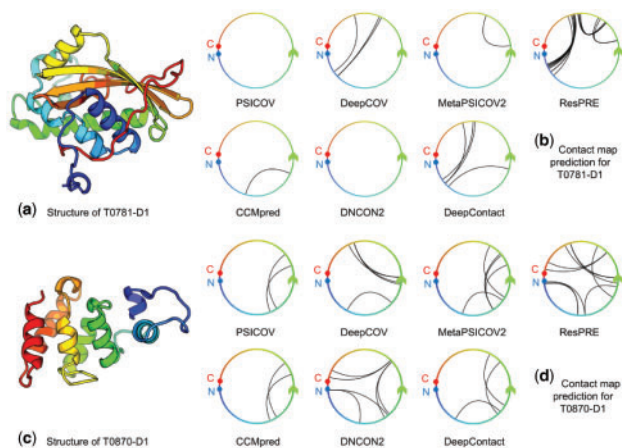 C
N
PSICOV
C
N
DeepCOV
C
N
MetaPSICOV2
C
N
ResPRE
C
N
CCMpred
C
N
DNCON2
C
N
DeepContact
(b) Contact map
prediction for
T0781-D1
(a) Structure of T0781-D1
C
N
PSICOV
C
N
DeepCOV
C
N
MetaPSICOV2
C
N
ResPRE
C
N
CCMpred
C
N
DNCON2
C
N
DeepContact
(d) Contact map
prediction for
T0870-D1
(c) Structure of T0870-D1